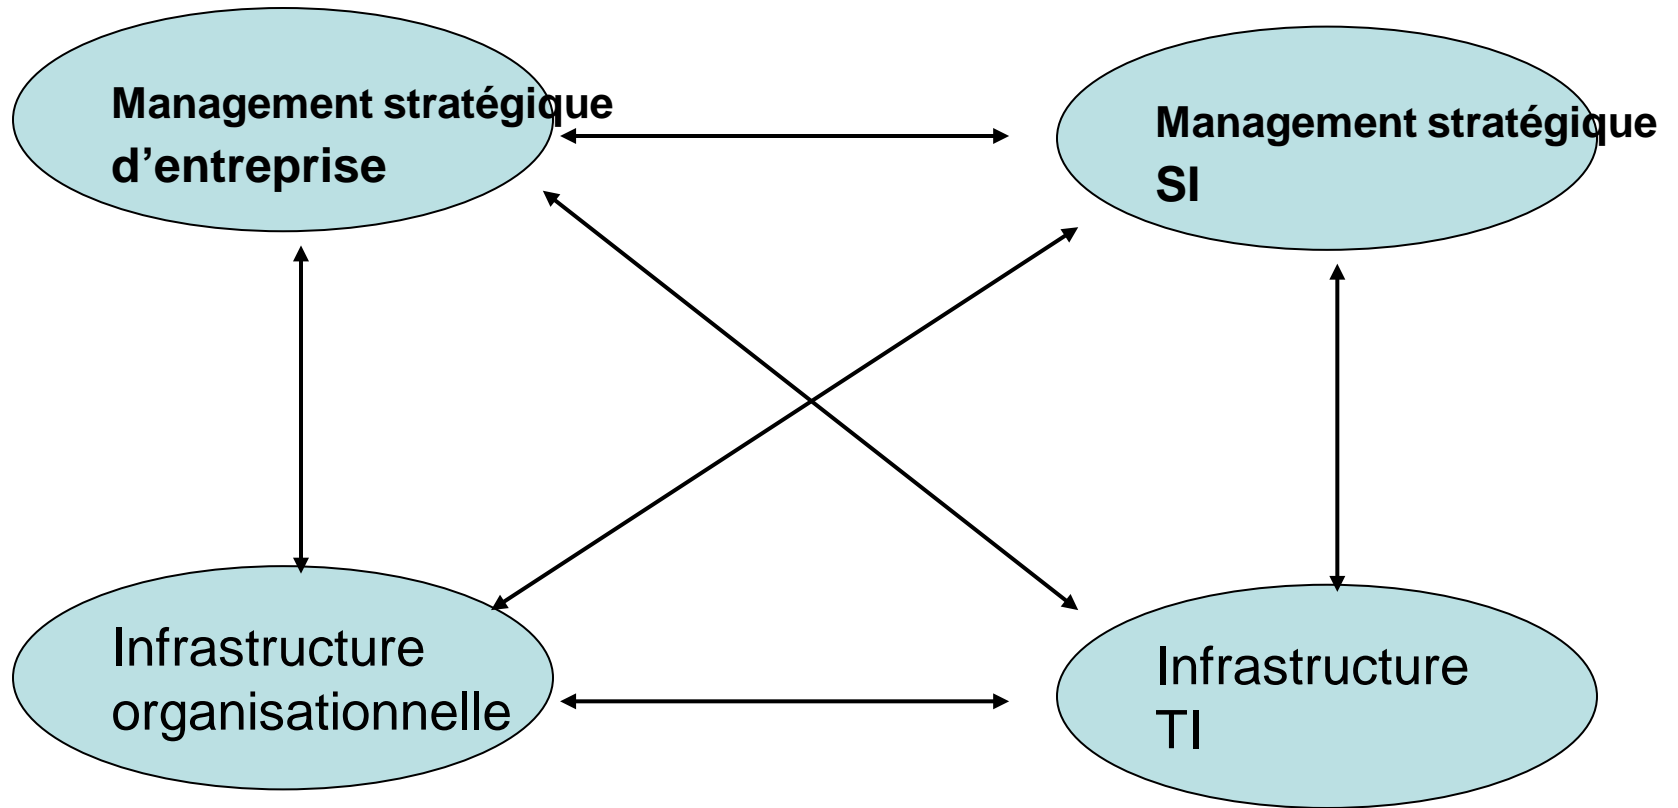 Management stratégique
d’entreprise
Management stratégique
SI
Infrastructure
organisationnelle
Infrastructure
TI